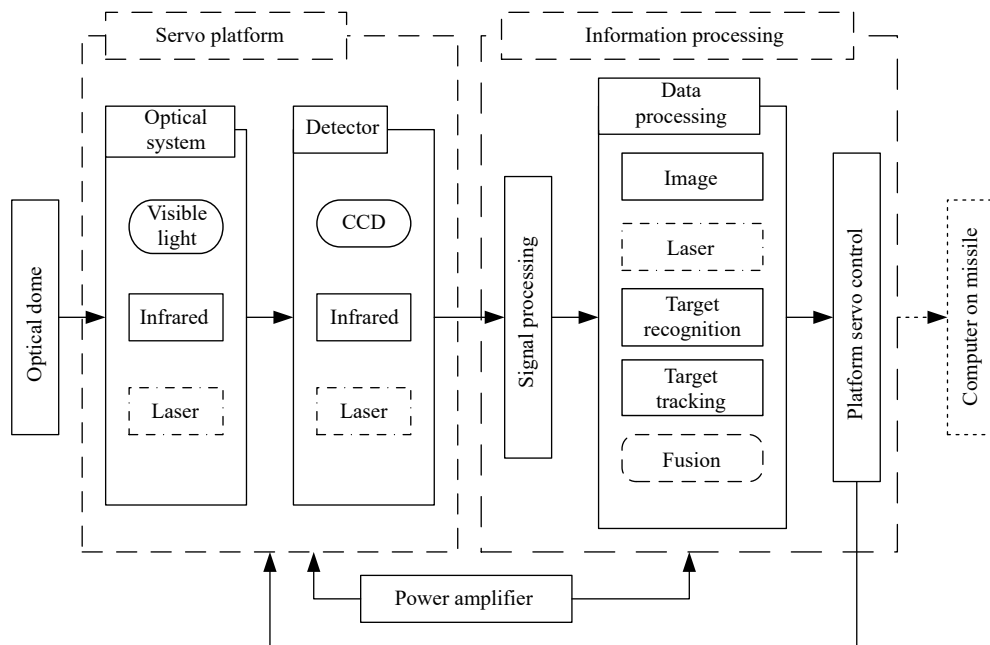 Servo platform
Information processing
Optical dome
Optical
system
Visible
light
Infrared
Laser
Detector
CCD
Infrared
Laser
Signal processing
Data
processing
Image
Laser
Target
recognition
Target
tracking
Fusion
Platform servo control
Computer on missile
Power amplifier